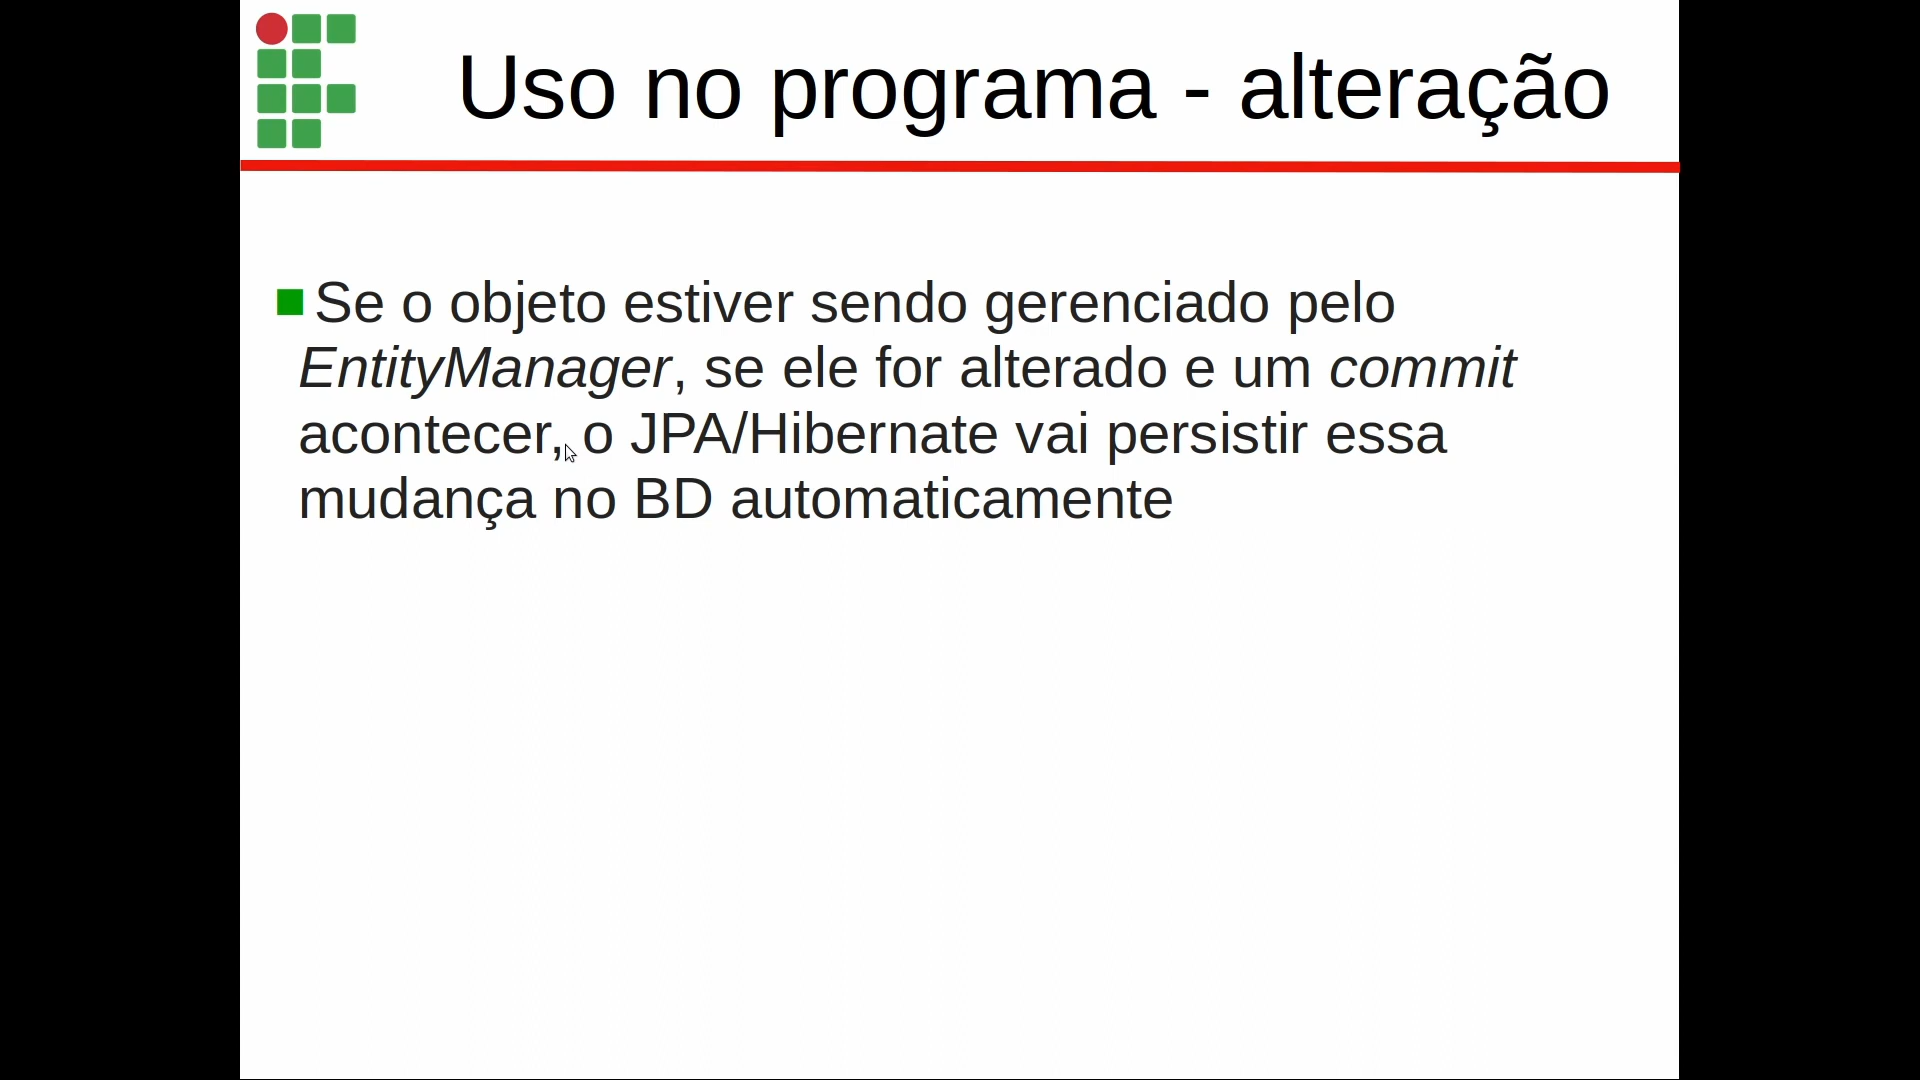 Uso no programa - alteração
Se o objeto estiver sendo gerenciado pelo
EntityManager, se ele for alterado e um commit
acontecer, o JPA/Hibernate vai persistir essa
mudança no BD automaticamente